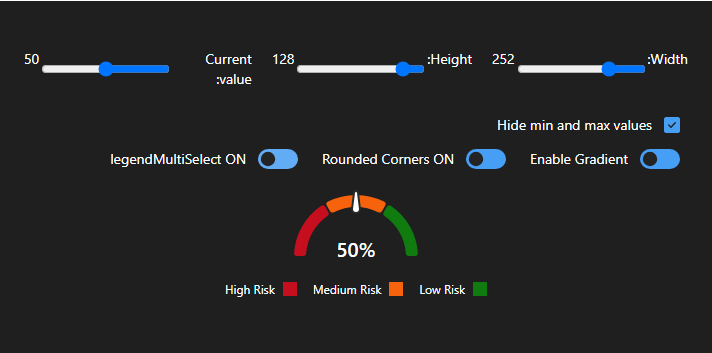 Width:
252
Height:
128
Current
value:
50
Hide min and max values
Enable Gradient
Rounded Corners ON
legendMultiSelect ON
50%
High Risk
Medium Risk
Low Risk